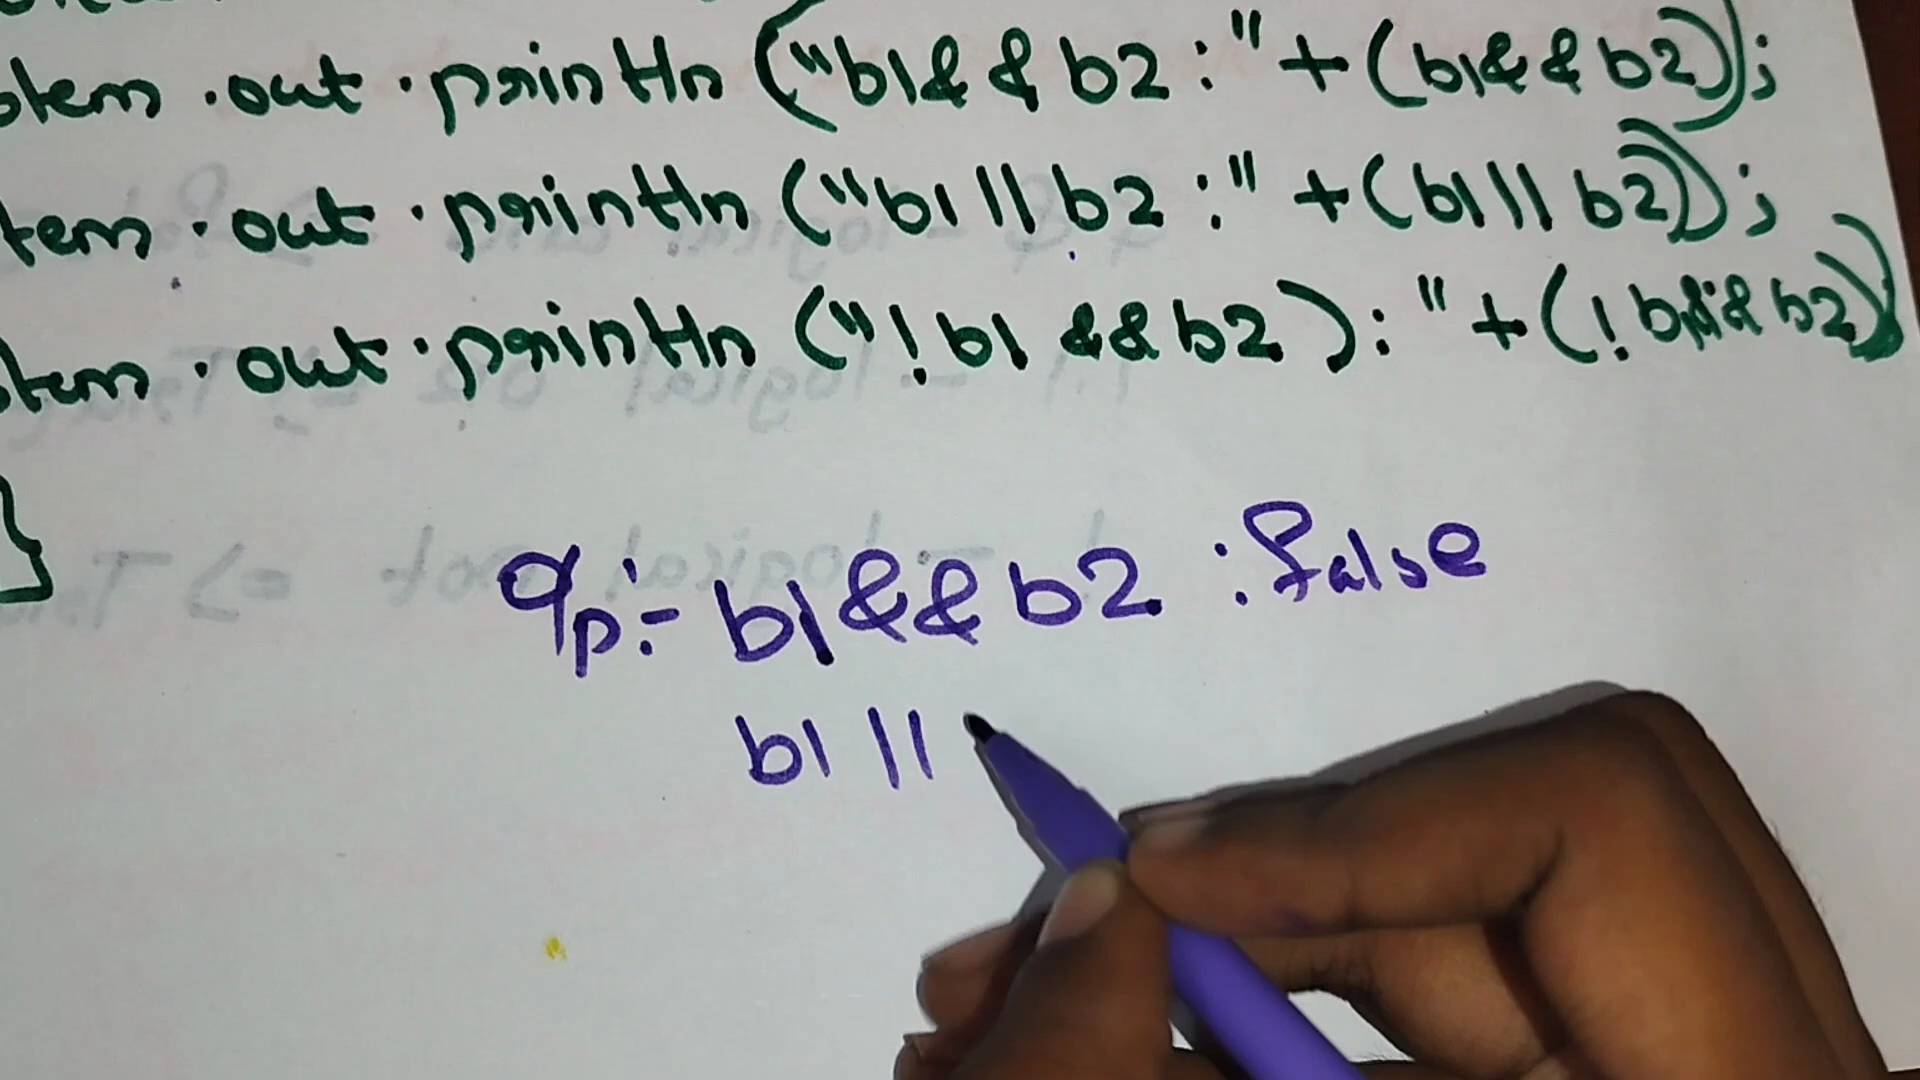 stem.out.println("b1&&b2:"+(b1&&b2));
tem.out.println("b1||b2:"+(b1||b2));
stem.out.println("!b1&&b2):"+(!b1&&b2))
}
o/p:- b1&&b2 :false
b1 ||